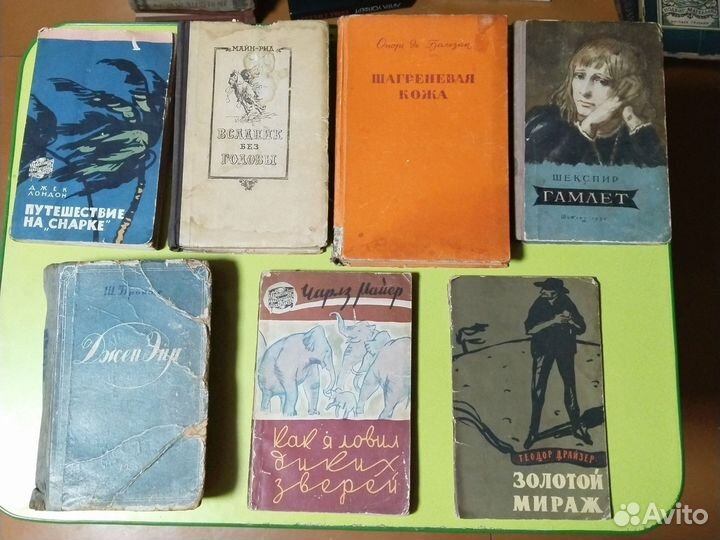 ДЖЕК
ЛОНДОН
ПУТЕШЕСТВИЕ
НА „СНАРКЕ"
МАЙН-РИД
ВСАДНИК
БЕЗ
ГОЛОВЫ
Оноре де Бальзак
ШАГРЕНЕВАЯ
КОЖА
ШЕКСПИР
ГАМЛЕТ
Ш. Бронте
Джен Эйр
Чарлз Майер
Как я ловил
диких
зверей
ТЕОДОР ДРАЙЗЕР
ЗОЛОТОЙ
МИРАЖ
Avito